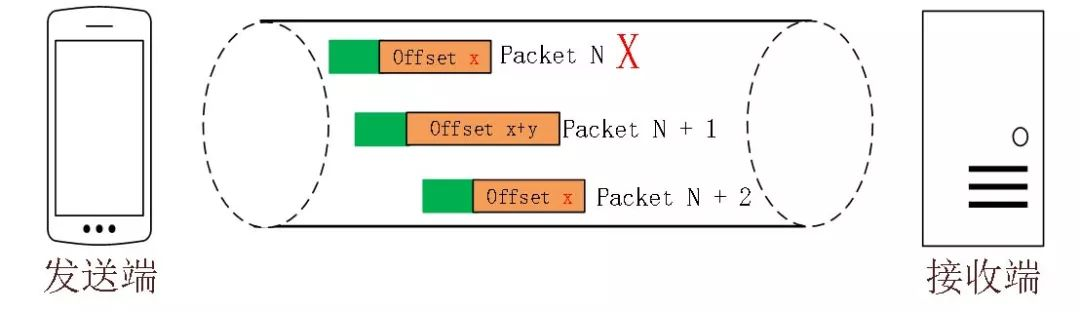 Offset x Packet N X
Offset x+y Packet N + 1
Offset x Packet N + 2
发送端
接收端